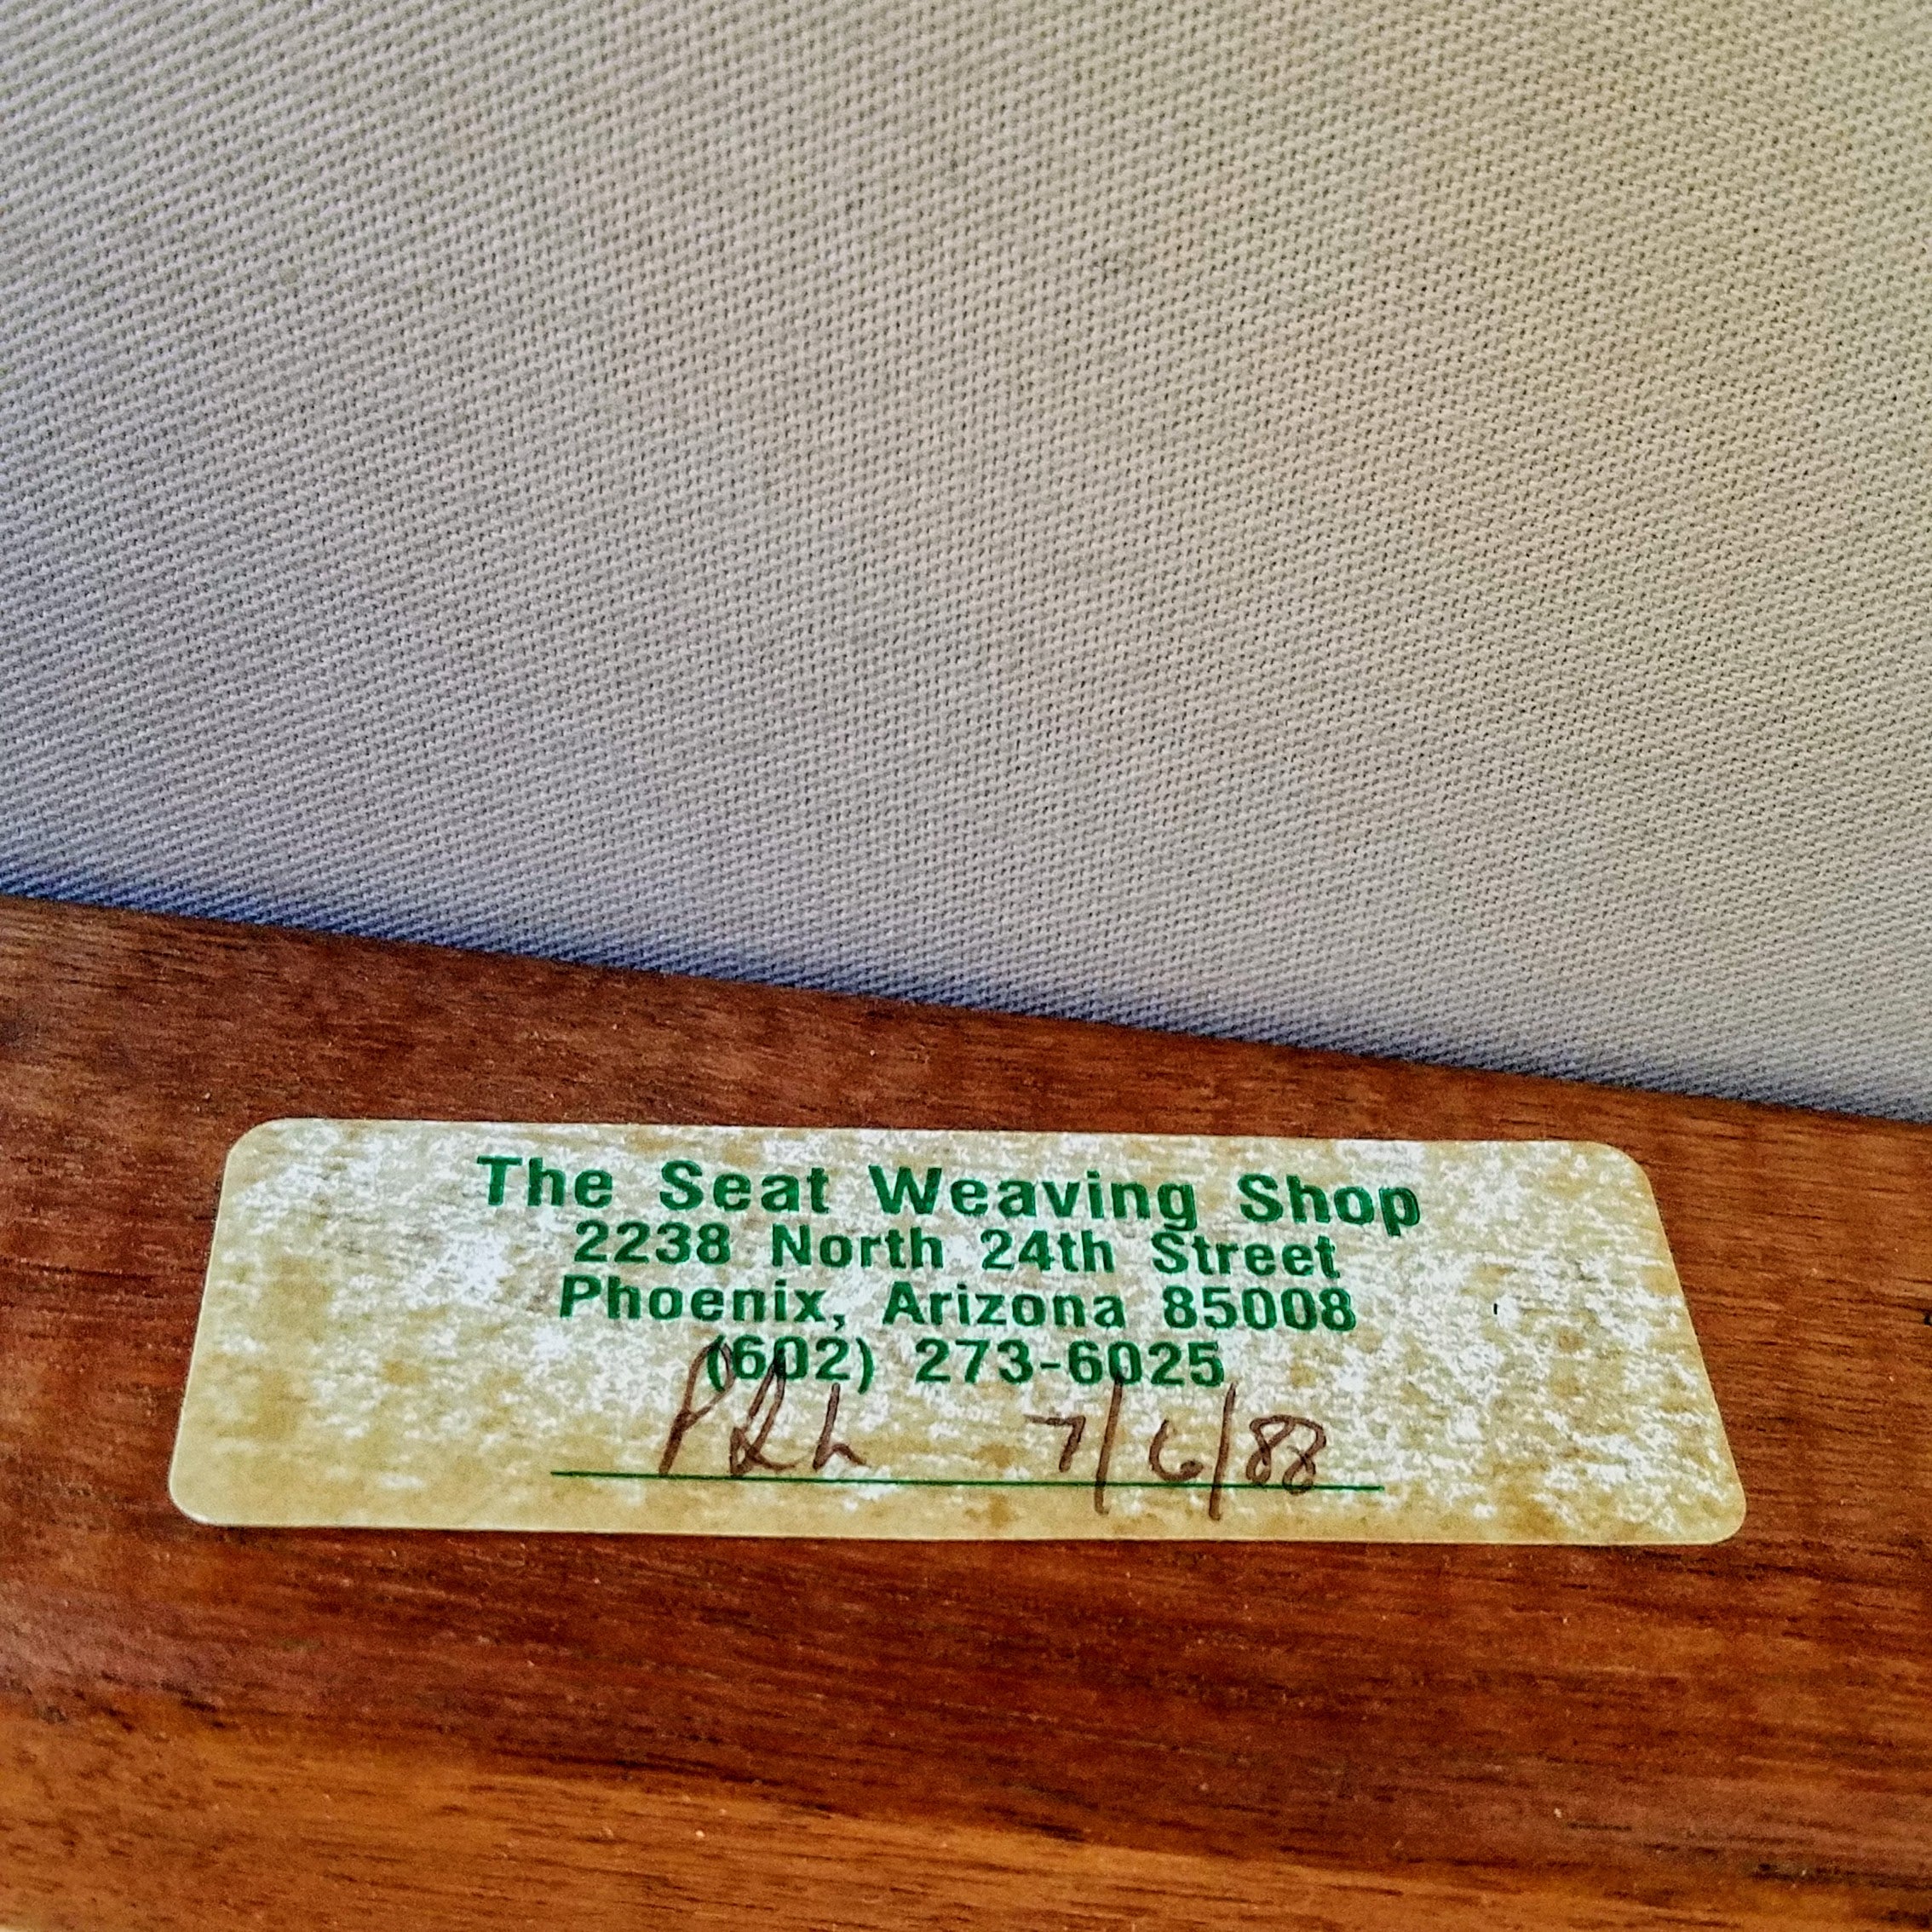 The Seat Weaving Shop
2238 North 24th Street
Phoenix, Arizona 85008
(602) 273-6025
7/6/88